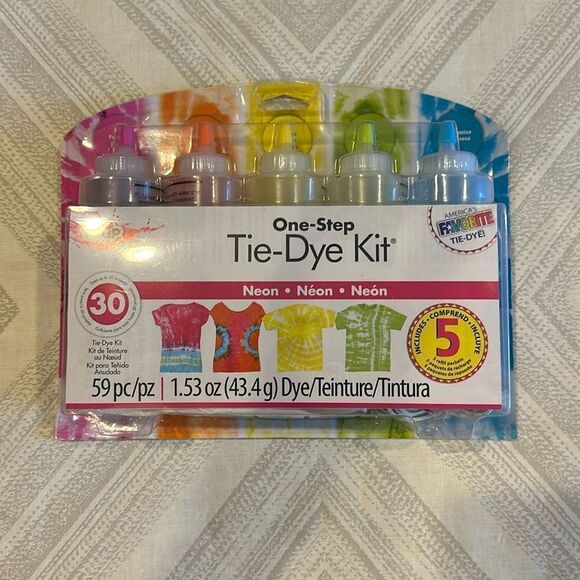 One-Step
Tie-Dye Kit®
AMERICA'S
FAVORITE
TIE-DYE!
Neon • Néon • Neón
30
Tie-Dye Kit
Kit de Teinture
au Nœud
Kit para Teñido
Anudado
INCLUDES • COMPREND • INCLUYE
5
59 pc/pz | 1.53 oz (43.4 g) Dye/Teinture/Tintura